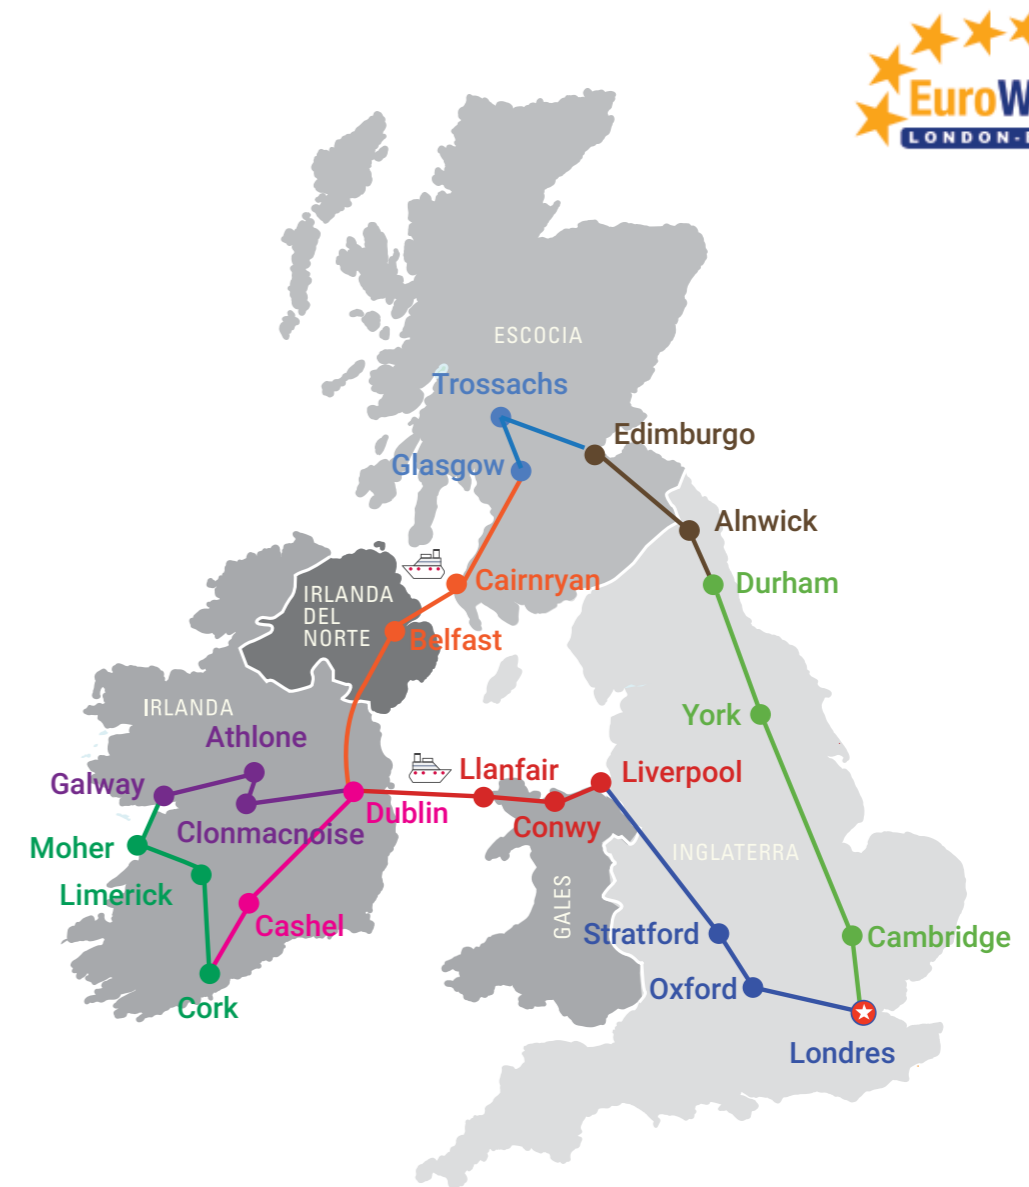 EuroW
LONDON-
ESCOCIA
Trossachs
Edimburgo
Glasgow
Alnwick
Cairnryan
Durham
IRLANDA
DEL
NORTE
Belfast
IRLANDA
York
Athlone
Galway
Llanfair
Liverpool
Dublin
Clonmacnoise
Conwy
Moher
INGLATERRA
Limerick
GALES
Cashel
Stratford
Cambridge
Oxford
Cork
Londres